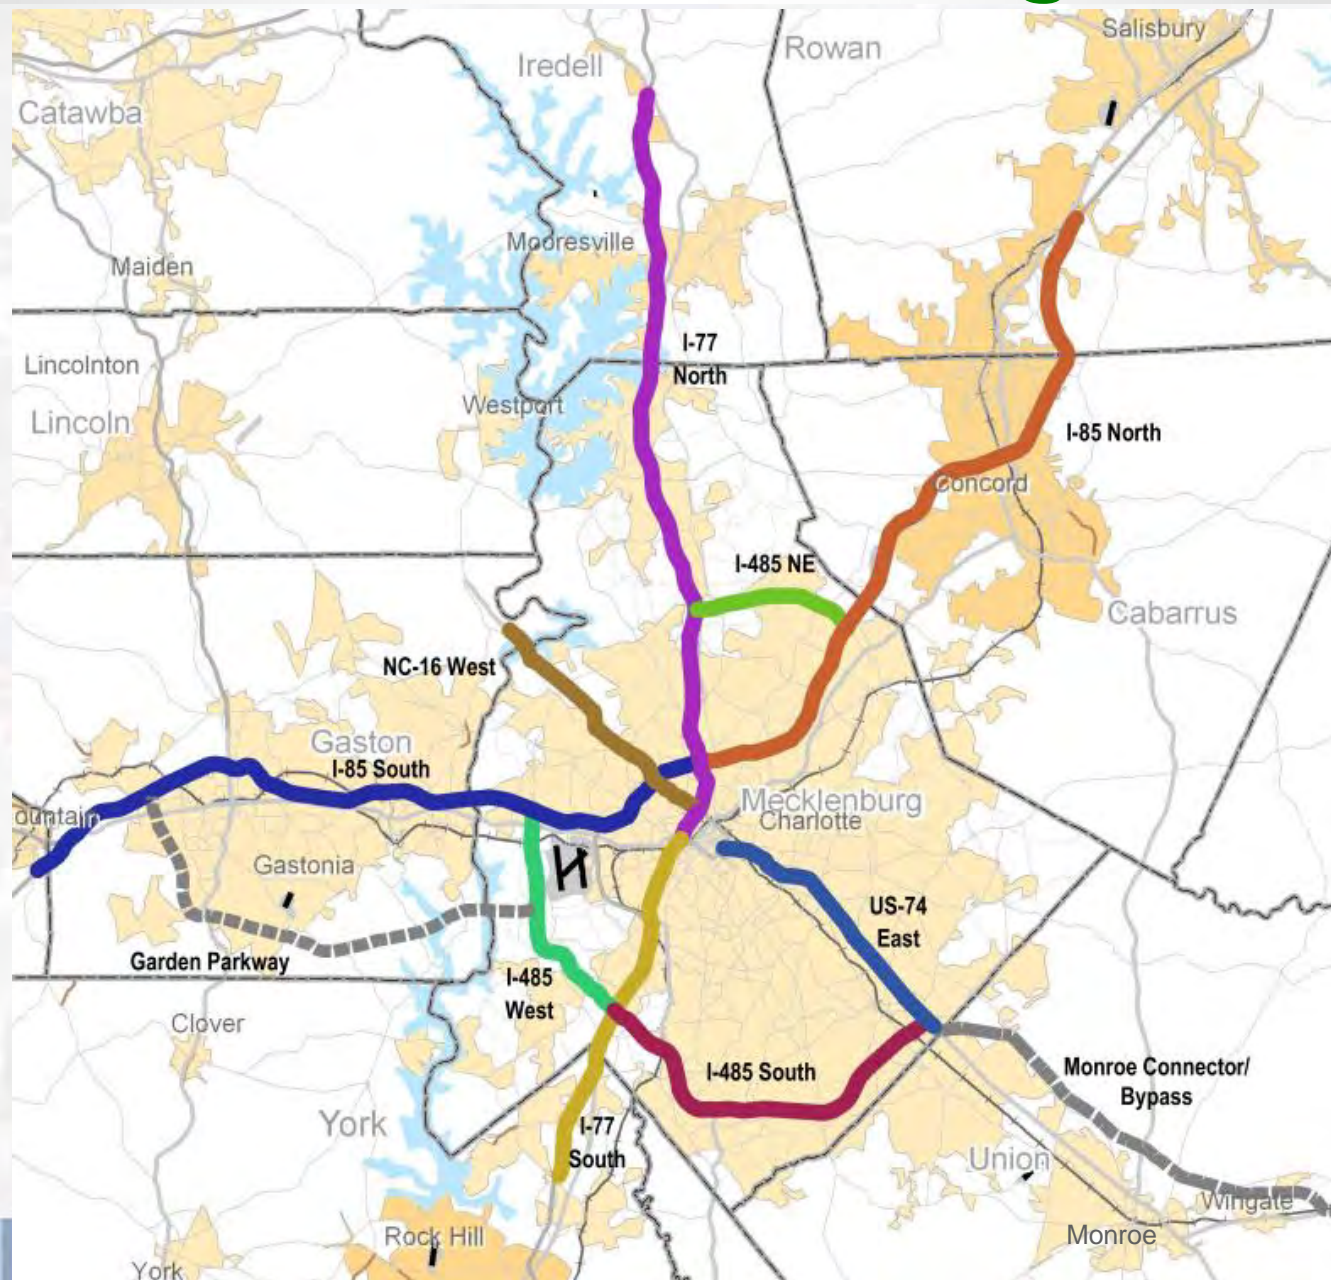 Salisbury
Rowan
Iredell
Catawba
Mooresville
Maiden
I-77
North
Lincolnton
Westport
Lincoln
I-85 North
Concord
I-485 NE
Cabarrus
NC-16 West
Gaston
I-85 South
Mecklenburg
Charlotte
ountain
Gastonia
US-74
East
Garden Parkway
I-485
West
Clover
I-485 South
Monroe Connector/
Bypass
York
I-77
South
Union
Wingate
Rock Hill
Monroe
York